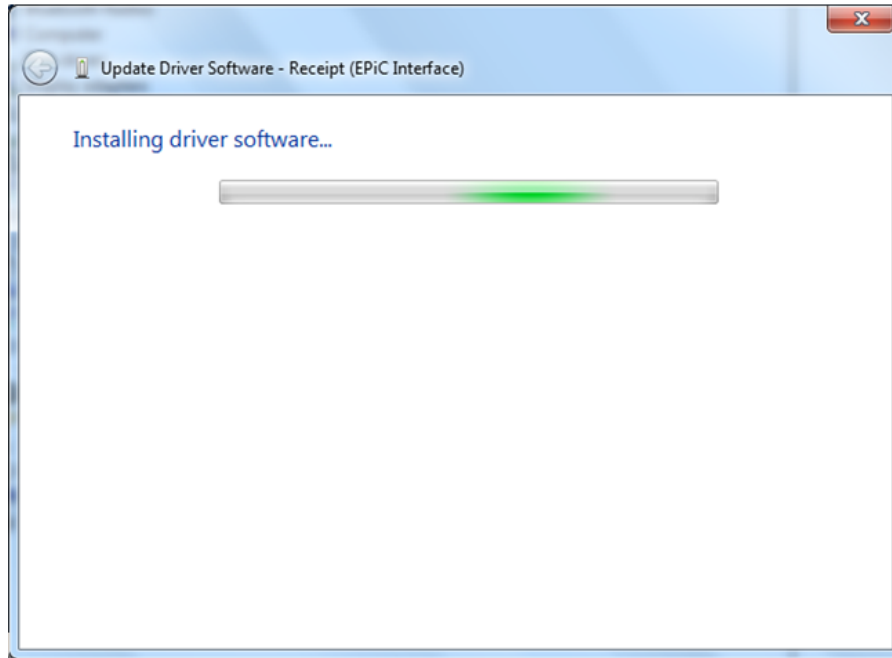 Update Driver Software - Receipt (EPiC Interface)
Installing driver software...